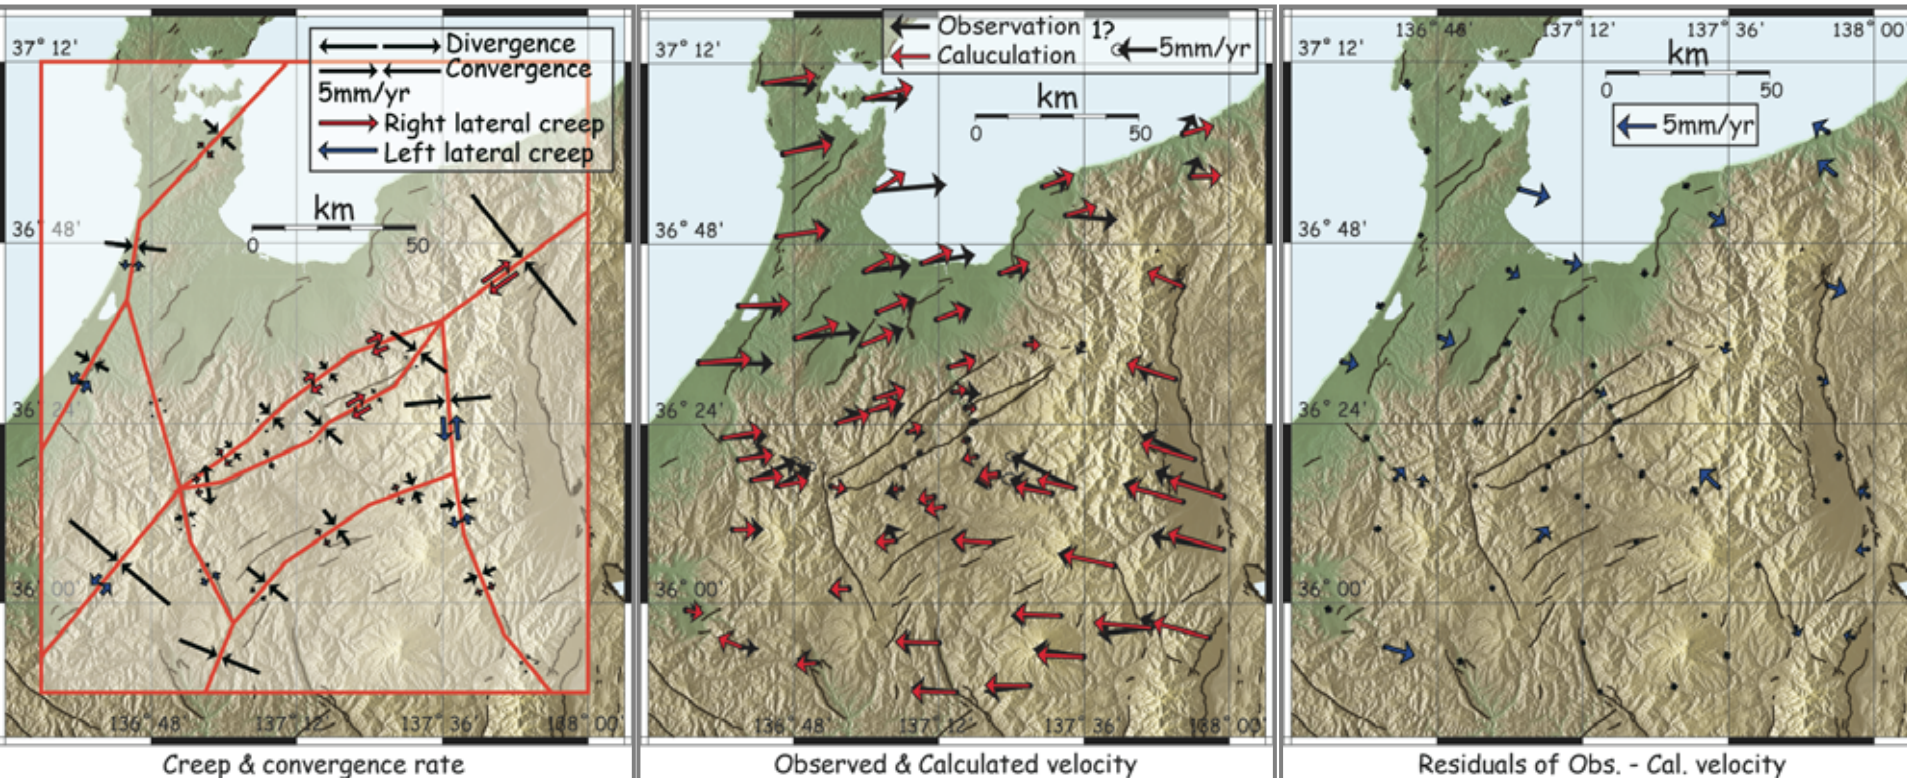 37° 12'
Divergence
Convergence
5mm/yr
Right lateral creep
Left lateral creep
km
0 50
36° 48'
36° 24'
36° 00'
136° 48' 137° 12' 137° 36' 138° 00'
Creep & convergence rate
Observation 1σ
Caluculation 5mm/yr
37° 12'
km
0 50
36° 48'
36° 24'
36° 00'
136° 48' 137° 12' 137° 36' 138° 00'
Observed & Calculated velocity
136° 48' 137° 12' 137° 36' 138° 00'
37° 12'
km
0 50
5mm/yr
36° 48'
36° 24'
36° 00'
Residuals of Obs. - Cal. velocity